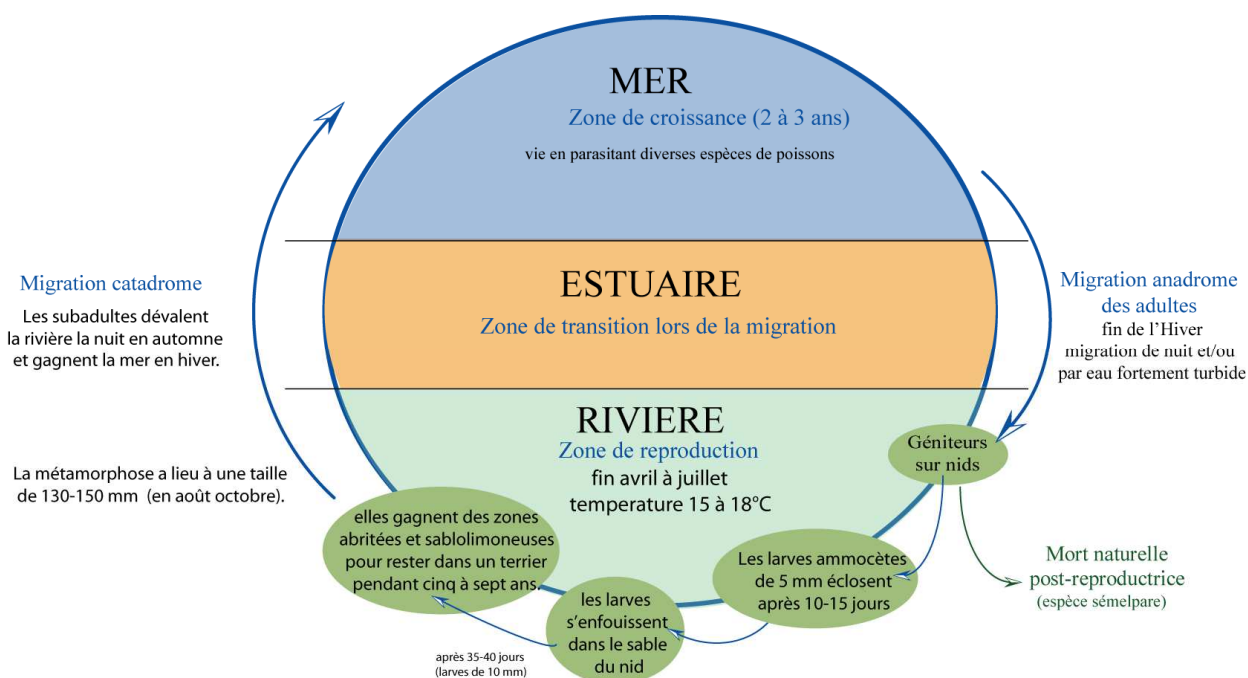 MER
Zone de croissance (2 à 3 ans)
vie en parasitant diverses espèces de poissons
ESTUAIRE
Zone de transition lors de la migration
Migration catadrome
Les subadultes dévalent
la rivière la nuit en automne
et gagnent la mer en hiver.
Migration anadrome
des adultes
fin de l'Hiver
migration de nuit et/ou
par eau fortement turbide
RIVIERE
Zone de reproduction
fin avril à juillet
temperature 15 à 18°C
Géniteurs
sur nids
La métamorphose a lieu à une taille
de 130-150 mm (en août octobre).
elles gagnent des zones
abritées et sablolimoneuses
pour rester dans un terrier
pendant cinq à sept ans.
Les larves ammocètes
de 5 mm éclosent
après 10-15 jours
Mort naturelle
post-reproductrice
(espèce sémelpare)
les larves
s'enfouissent
dans le sable
du nid
après 35-40 jours
(larves de 10 mm)